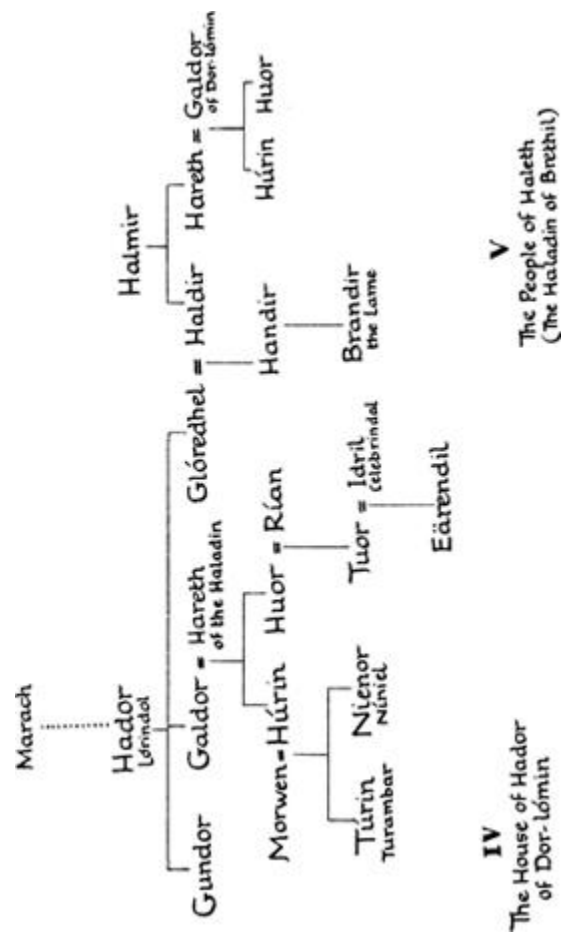 Marach
Hador
Lórindol
Gundor
Galdor = Hareth
of the Haladin
Glóredhel = Haldir
Morwen = Húrin
Huor = Rían
Túrin
Turambar
Nienor
Níniel
Tuor = Idril
Celebrindal
Eärendil
Halmir
Hareth = Galdor
of Dor-lómin
Handir
Húrin
Huor
Brandir
the Lame
IV
The House of Hador
of Dor-lómin
V
The People of Haleth
(The Haladin of Brethil)